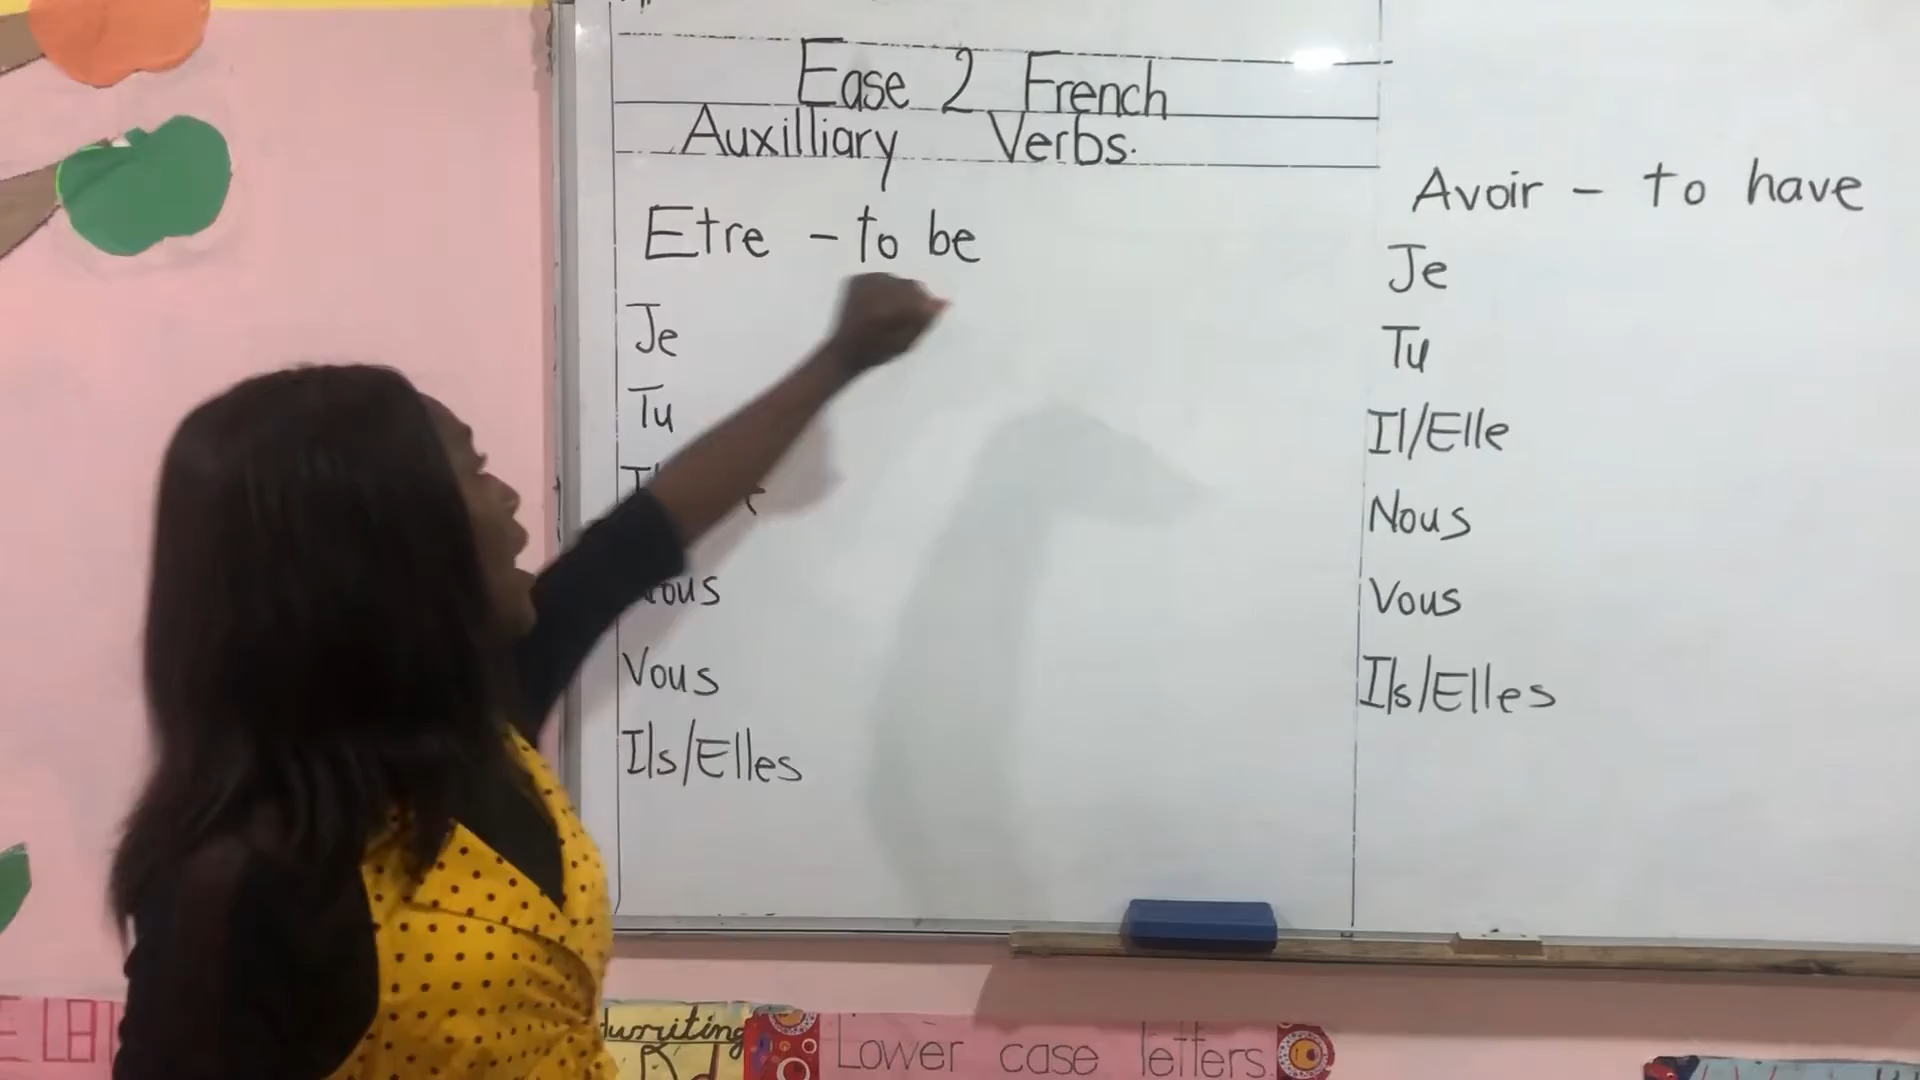 Ease 2 French
Auxilliary Verbs.
Etre - to be
Je
Tu
Vous
Ils/Elles
Avoir - to have
Je
Tu
Il/Elle
Nous
Vous
Ils/Elles
Lower case letters.